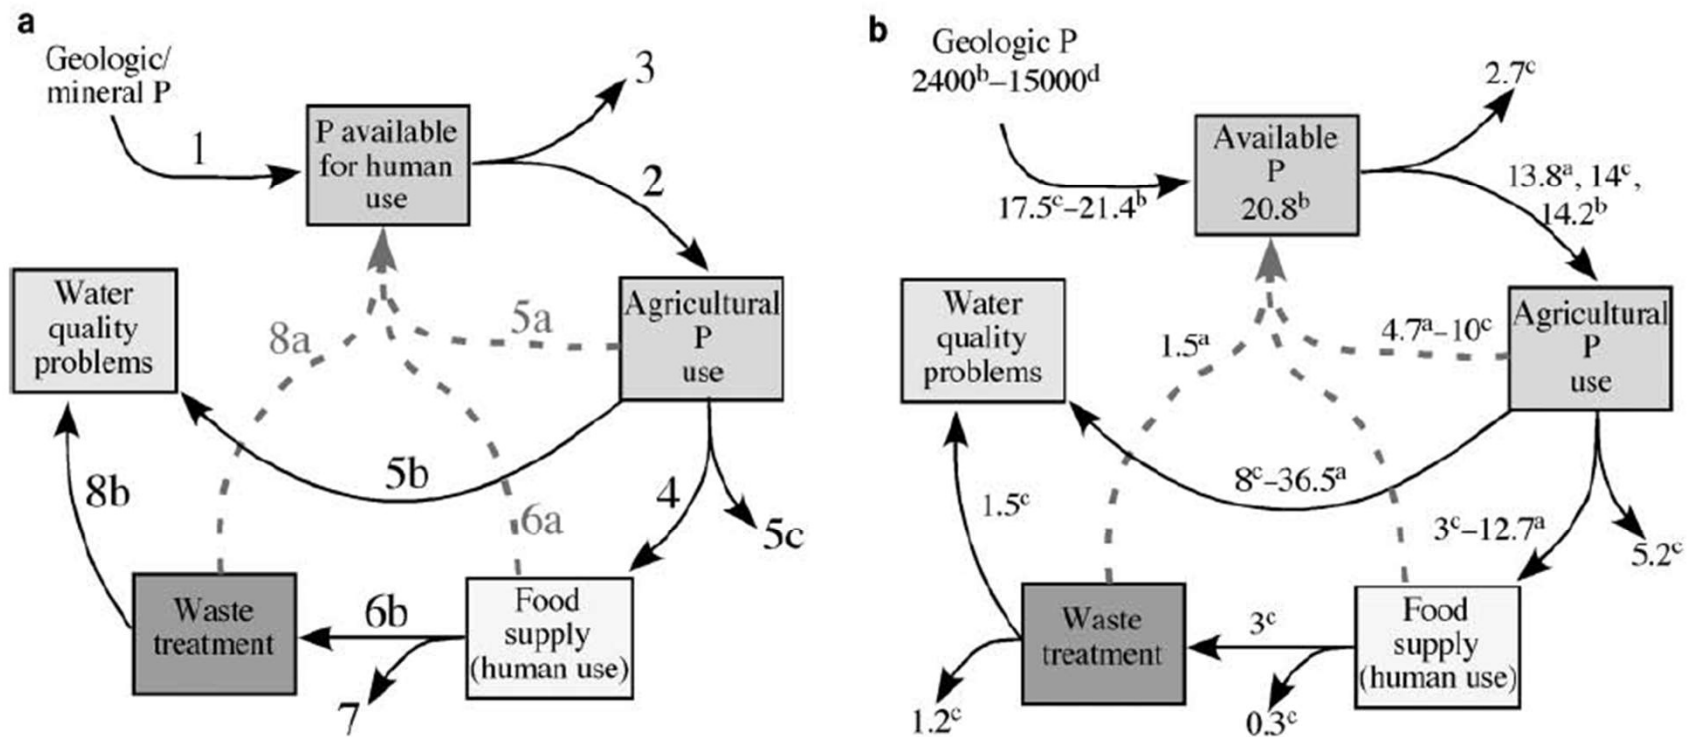 a
Geologic/
mineral P
1
P available
for human
use
3
2
Water
quality
problems
8a
5a
Agricultural
P
use
8b
5b
6a
4
5c
Waste
treatment
6b
7
Food
supply
(human use)
b
Geologic P
2400ᵇ–15000ᵈ
17.5ᶜ–21.4ᵇ
Available
P
20.8ᵇ
2.7ᶜ
13.8ᵃ, 14ᶜ,
14.2ᵇ
Water
quality
problems
1.5ᵃ
4.7ᵃ–10ᶜ
Agricultural
P
use
1.5ᶜ
8ᶜ–36.5ᵃ
3ᶜ–12.7ᵃ
5.2ᶜ
Waste
treatment
3ᶜ
Food
supply
(human use)
1.2ᶜ
0.3ᶜ